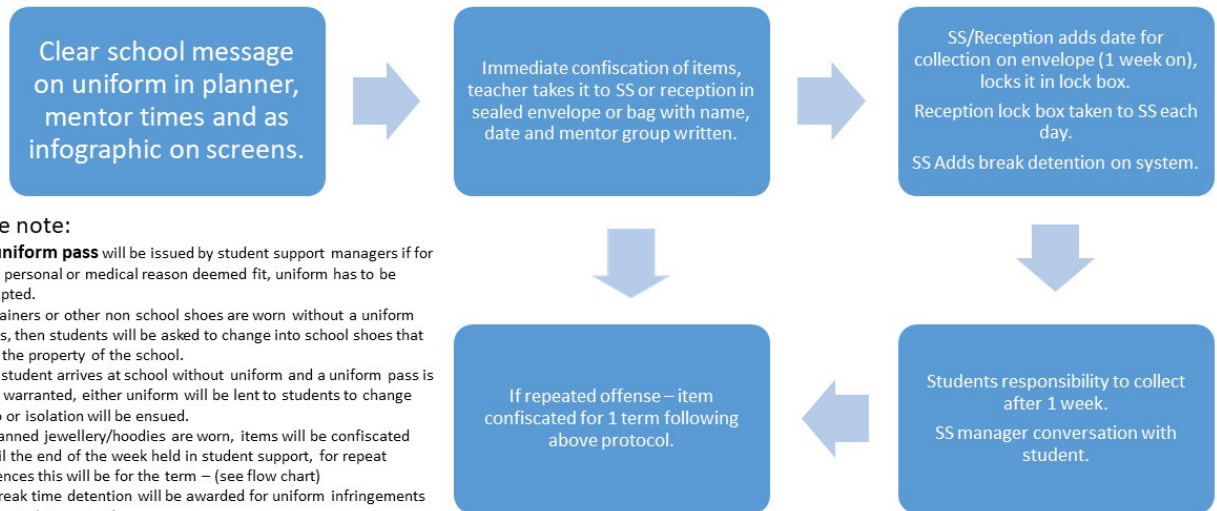 Clear school message
on uniform in planner,
mentor times and as
infographic on screens.
Immediate confiscation of items,
teacher takes it to SS or reception in
sealed envelope or bag with name,
date and mentor group written.
SS/Reception adds date for
collection on envelope (1 week on),
locks it in lock box.
Reception lock box taken to SS each
day.
SS Adds break detention on system.
e note:
uniform pass will be issued by student support managers if for
personal or medical reason deemed fit, uniform has to be
pted.
ainers or other non school shoes are worn without a uniform
s, then students will be asked to change into school shoes that
the property of the school.
student arrives at school without uniform and a uniform pass is
warranted, either uniform will be lent to students to change
o or isolation will be ensued.
anned jewellery/hoodies are worn, items will be confiscated
il the end of the week held in student support, for repeat
ences this will be for the term – (see flow chart)
reak time detention will be awarded for uniform infringements
If repeated offense – item
confiscated for 1 term following
above protocol.
Students responsibility to collect
after 1 week.
SS manager conversation with
student.